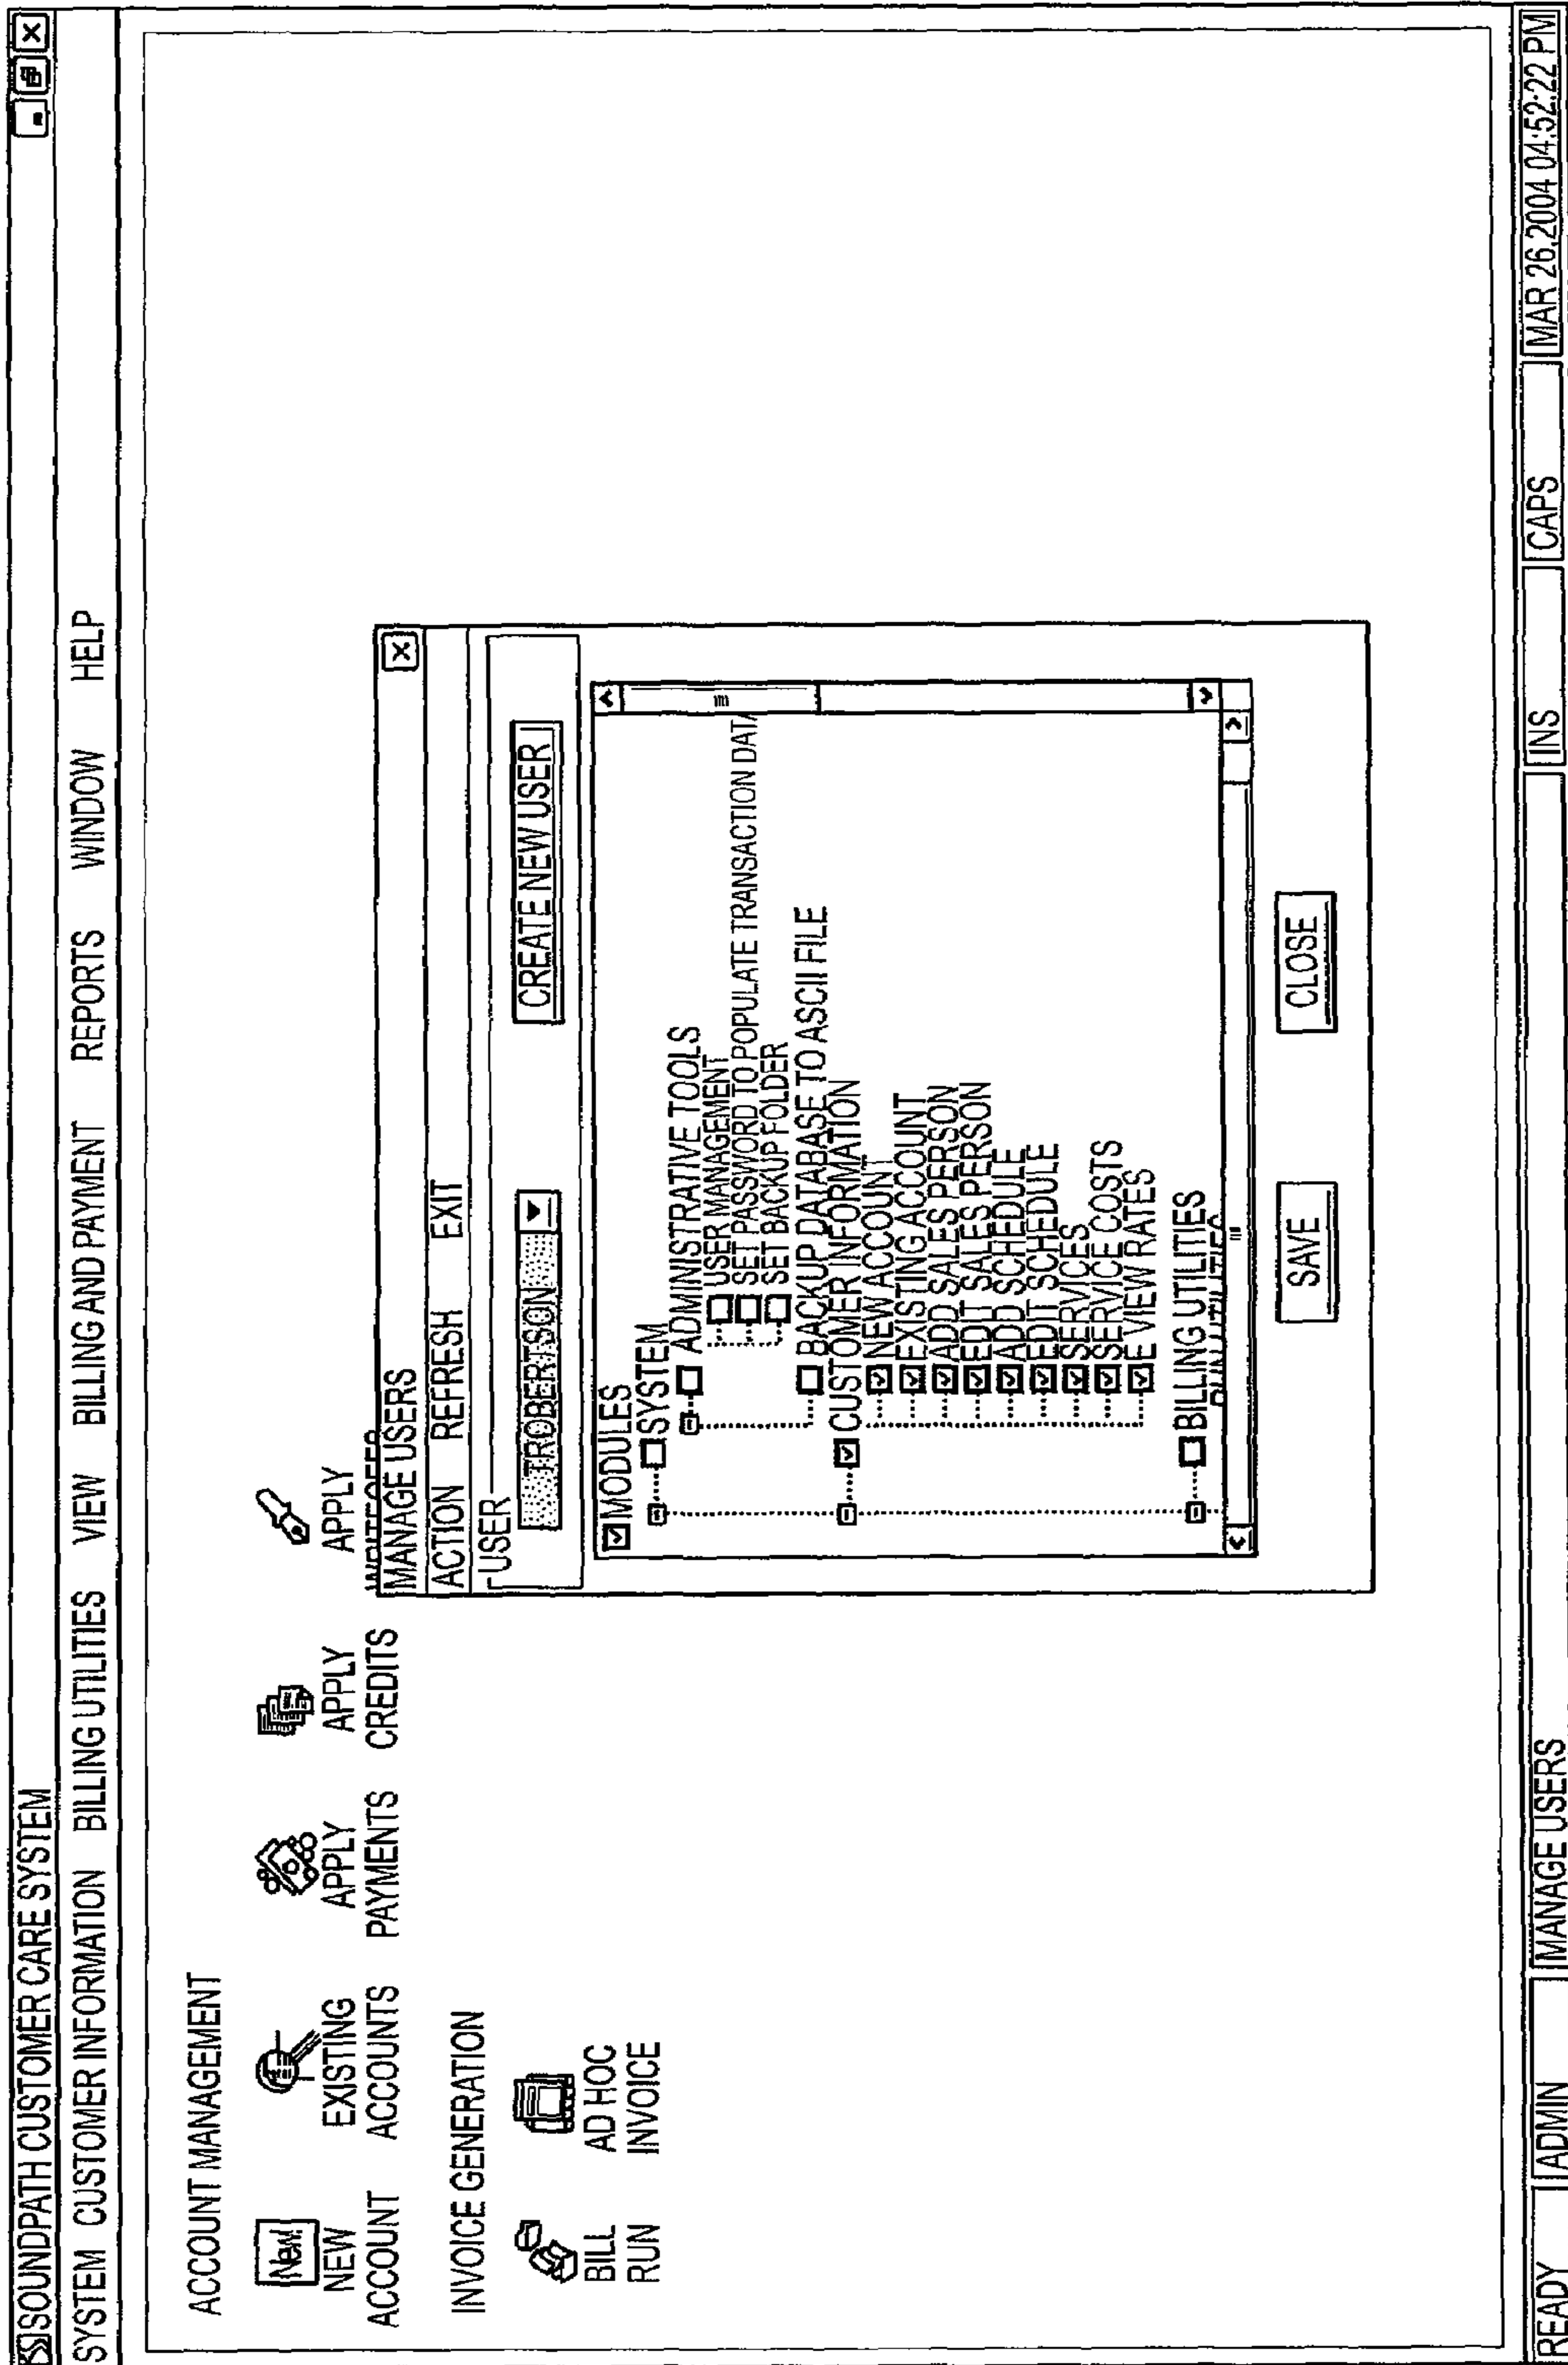 SOUNDPATH CUSTOMER CARE SYSTEM
SYSTEM CUSTOMER INFORMATION BILLING UTILITIES VIEW BILLING AND PAYMENT REPORTS WINDOW HELP
ACCOUNT MANAGEMENT
New!
NEW ACCOUNT
EXISTING ACCOUNTS
APPLY PAYMENTS
APPLY CREDITS
APPLY
INVOICE GENERATION
BILL RUN
AD HOC INVOICE
MANAGE USERS
ACTION REFRESH EXIT
USER
TROBERTSON
CREATE NEW USER
MODULES
SYSTEM
ADMINISTRATIVE TOOLS
USER MANAGEMENT
SET PASSWORD TO POPULATE TRANSACTION DATA
SET BACKUP FOLDER
BACKUP DATABASE TO ASCII FILE
CUSTOMER INFORMATION
NEW ACCOUNT
EXISTING ACCOUNT
ADD SALES PERSON
EDIT SALES PERSON
ADD SCHEDULE
EDIT SCHEDULE
SERVICES
SERVICE COSTS
VIEW RATES
BILLING UTILITIES
SAVE
CLOSE
READY ADMIN MANAGE USERS INS CAPS MAR 26,2004 04:52:22 PM